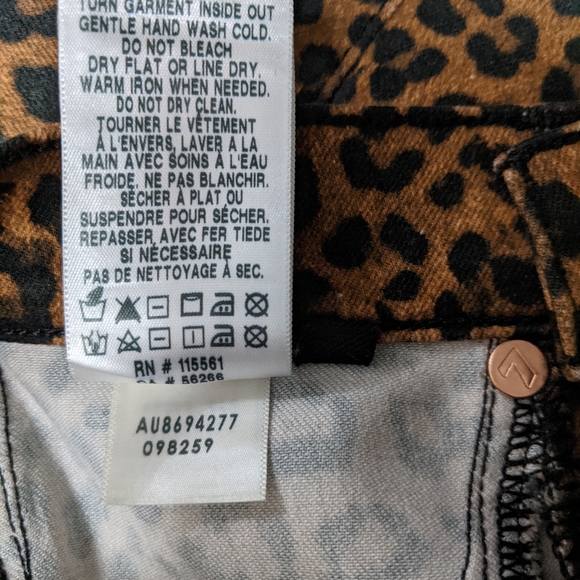 TURN GARMENT INSIDE OUT
GENTLE HAND WASH COLD.
DO NOT BLEACH
DRY FLAT OR LINE DRY.
WARM IRON WHEN NEEDED.
DO NOT DRY CLEAN.
TOURNER LE VÊTEMENT
À L'ENVERS, LAVER A LA
MAIN AVEC SOINS À L'EAU
FROIDE. NE PAS BLANCHIR.
SÉCHER À PLAT OU
SUSPENDRE POUR SÉCHER.
REPASSER AVEC FER TIEDE
SI NÉCESSAIRE
PAS DE NETTOYAGE À SEC.
RN # 115561
CA # 56266
AU8694277
098259